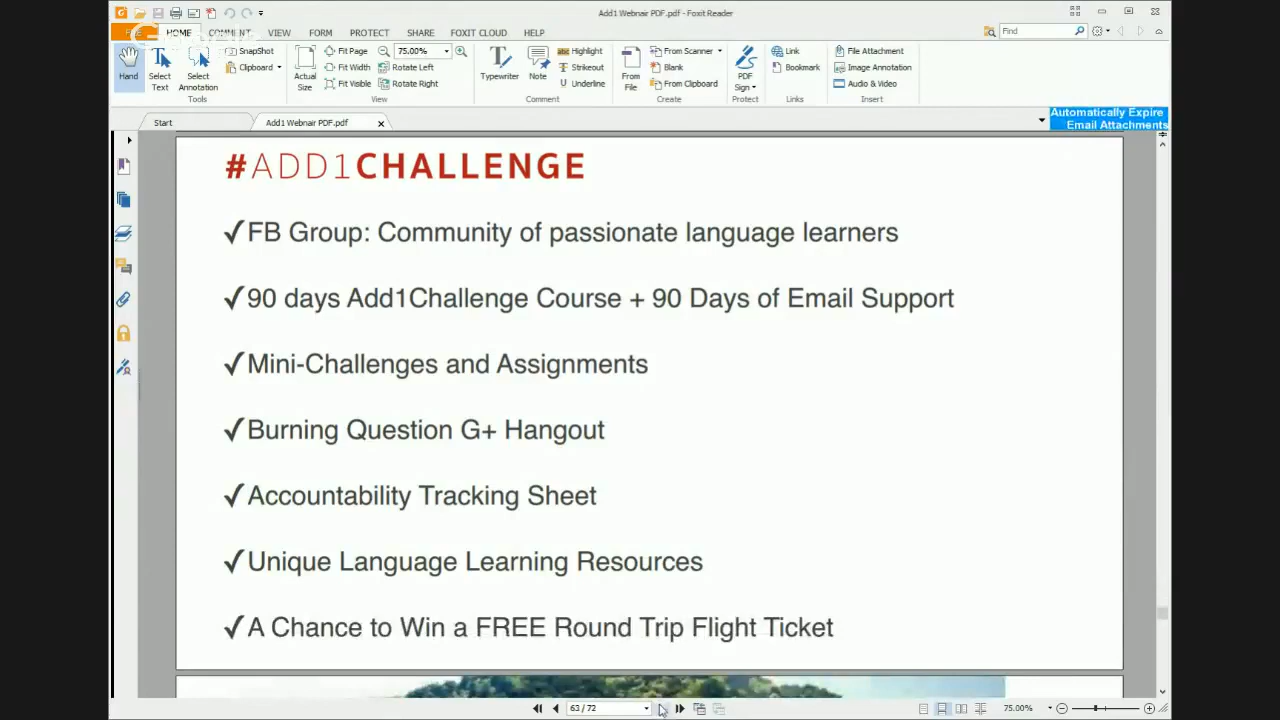 Add1 Webnair PDF.pdf - Foxit Reader
HOME COMMENT VIEW FORM PROTECT SHARE FOXIT CLOUD HELP
Find
Hand
Select Text
Select Annotation
SnapShot
Clipboard
Tools
Actual Size
Fit Page
Fit Width
Fit Visible
75.00%
Rotate Left
Rotate Right
View
Typewriter
Note
Highlight
Strikeout
Underline
Comment
From File
From Scanner
Blank
From Clipboard
Create
PDF Sign
Protect
Link
Bookmark
Links
File Attachment
Image Annotation
Audio & Video
Insert
Start
Add1 Webnair PDF.pdf
Automatically Expire
Email Attachments
#ADD1CHALLENGE
✓FB Group: Community of passionate language learners
✓90 days Add1Challenge Course + 90 Days of Email Support
✓Mini-Challenges and Assignments
✓Burning Question G+ Hangout
✓Accountability Tracking Sheet
✓Unique Language Learning Resources
✓A Chance to Win a FREE Round Trip Flight Ticket
63 / 72
75.00%